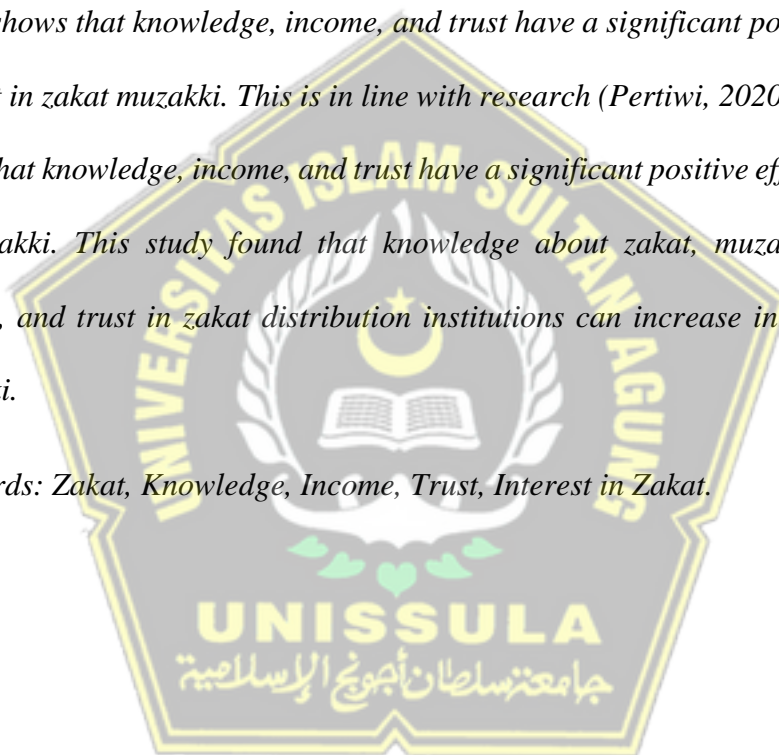 hows that knowledge, income, and trust have a significant po
t in zakat muzakki. This is in line with research (Pertiwi, 2020
hat knowledge, income, and trust have a significant positive eff
akki. This study found that knowledge about zakat, muza
, and trust in zakat distribution institutions can increase in
i.
rds: Zakat, Knowledge, Income, Trust, Interest in Zakat.
UNIVERSITAS ISLAM SULTAN AGUNG
UNISSULA
جامعة سلطان أجونج الإسلامية